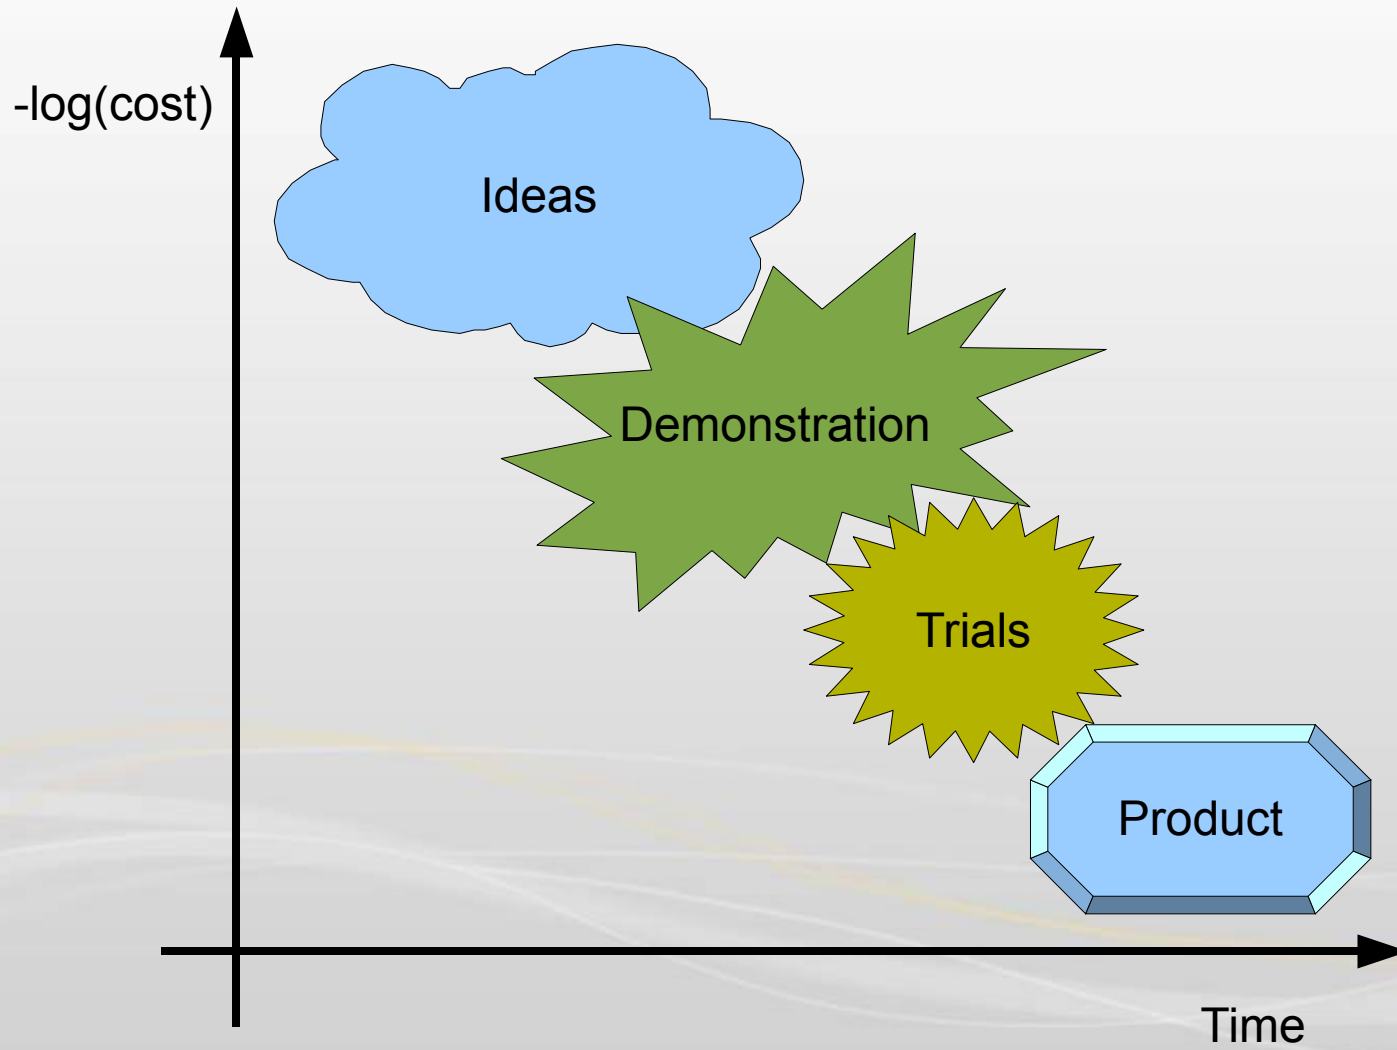 -log(cost)
Ideas
Demonstration
Trials
Product
Time